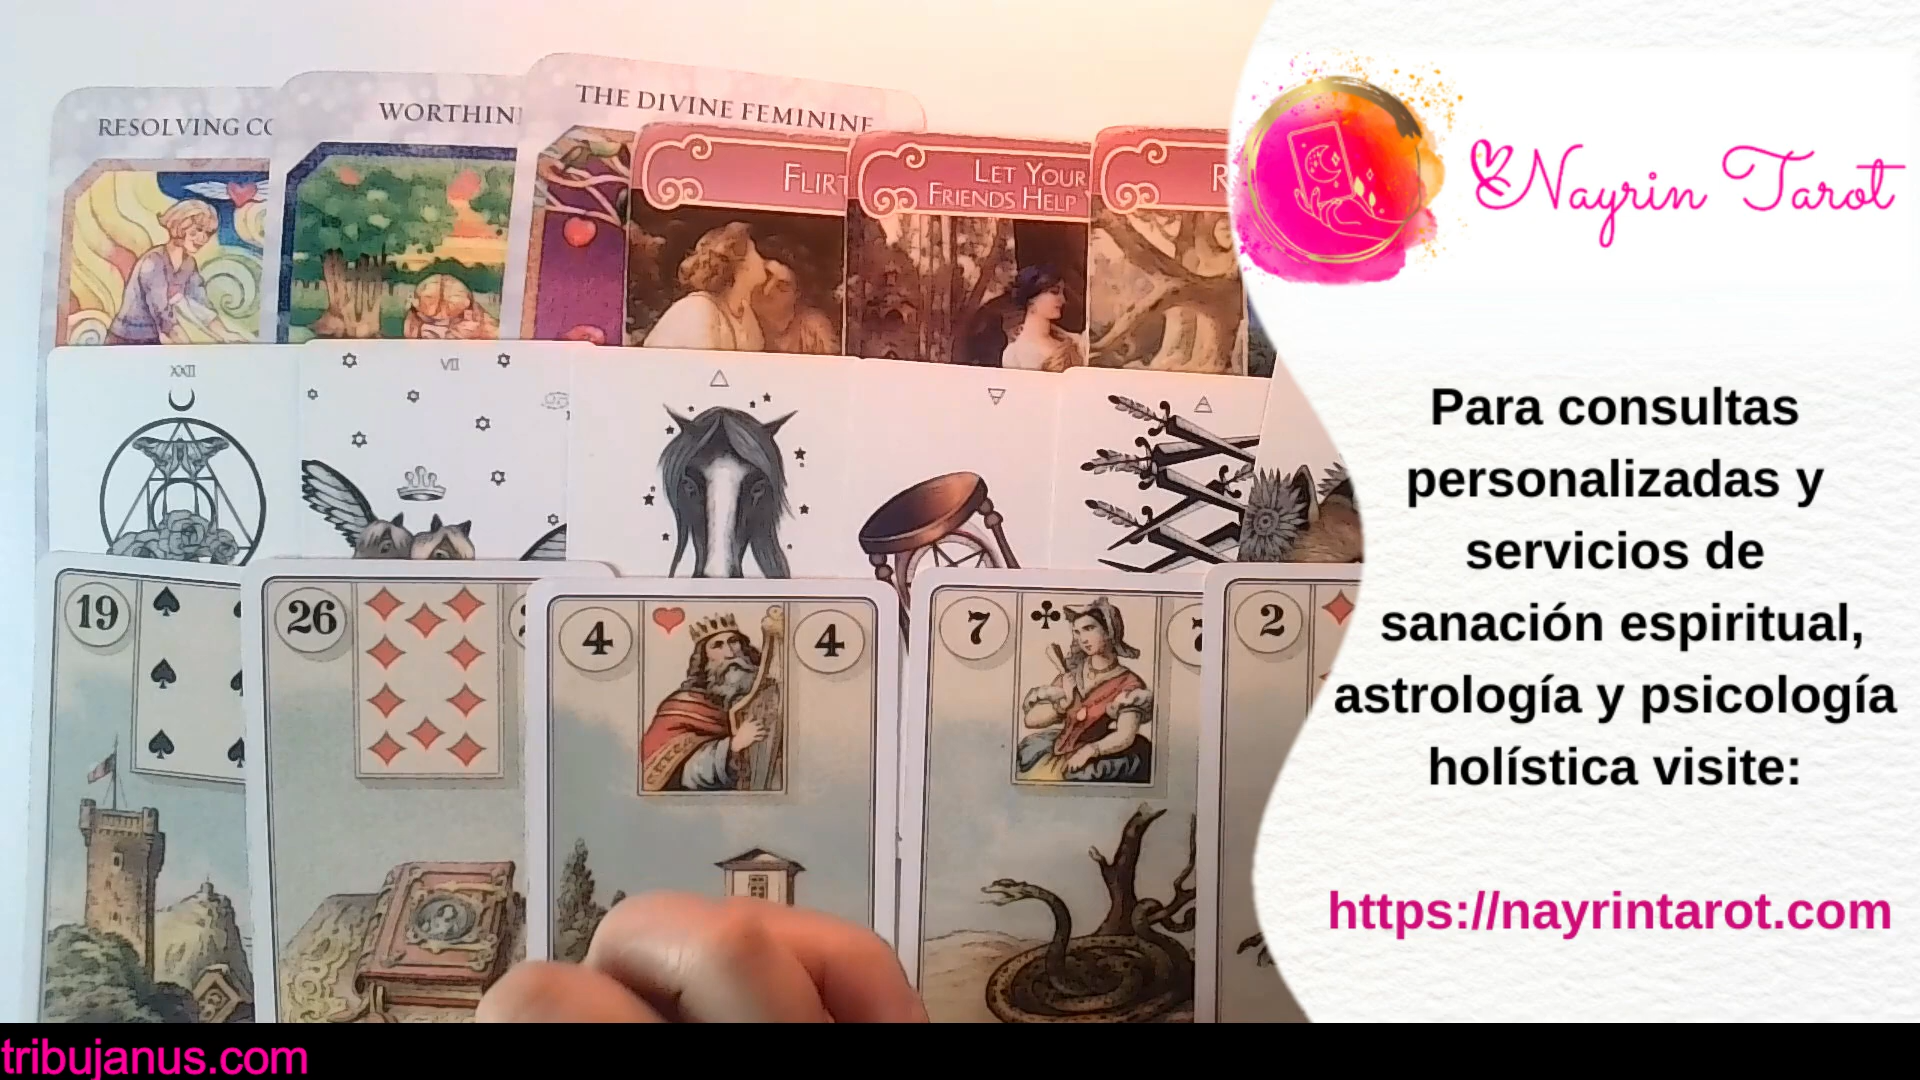 RESOLVING
WORTHIN
THE DIVINE FEMININE
FLIRT
LET YOUR
FRIENDS HELP
Nayrin Tarot
XXII
VII
Para consultas
personalizadas y
servicios de
sanación espiritual,
astrología y psicología
holística visite:
https://nayrintarot.com
19
26
4
4
7
7
2
tribujanus.com